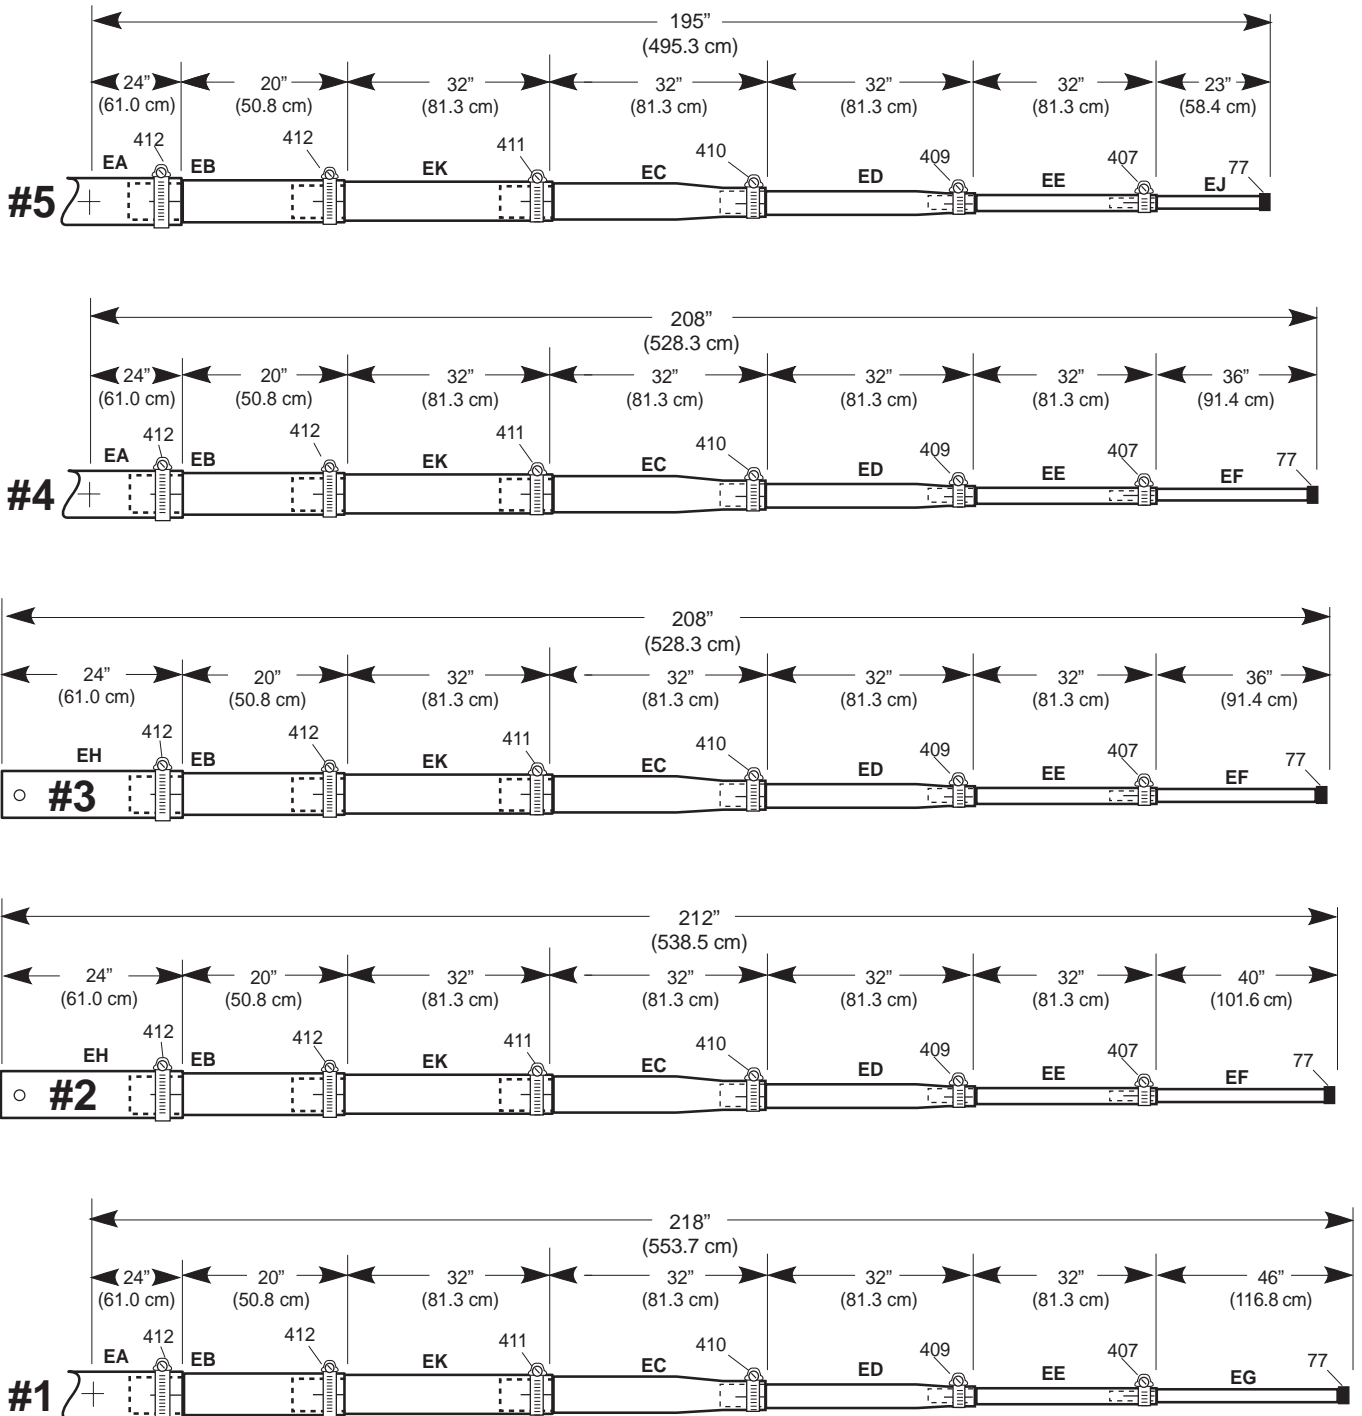 195”
(495.3 cm)
24” 20” 32” 32” 32” 32” 23”
(61.0 cm) (50.8 cm) (81.3 cm) (81.3 cm) (81.3 cm) (81.3 cm) (58.4 cm)
412 412 411 410 409 407 77
EA EB EK EC ED EE EJ
#5
208”
(528.3 cm)
24” 20” 32” 32” 32” 32” 36”
(61.0 cm) (50.8 cm) (81.3 cm) (81.3 cm) (81.3 cm) (81.3 cm) (91.4 cm)
412 412 411 410 409 407 77
EA EB EK EC ED EE EF
#4
208”
(528.3 cm)
24” 20” 32” 32” 32” 32” 36”
(61.0 cm) (50.8 cm) (81.3 cm) (81.3 cm) (81.3 cm) (81.3 cm) (91.4 cm)
412 412 411 410 409 407 77
EH EB EK EC ED EE EF
#3
212”
(538.5 cm)
24” 20” 32” 32” 32” 32” 40”
(61.0 cm) (50.8 cm) (81.3 cm) (81.3 cm) (81.3 cm) (81.3 cm) (101.6 cm)
412 412 411 410 409 407 77
EH EB EK EC ED EE EF
#2
218”
(553.7 cm)
24” 20” 32” 32” 32” 32” 46”
(61.0 cm) (50.8 cm) (81.3 cm) (81.3 cm) (81.3 cm) (81.3 cm) (116.8 cm)
412 412 411 410 409 407 77
EA EB EK EC ED EE EG
#1